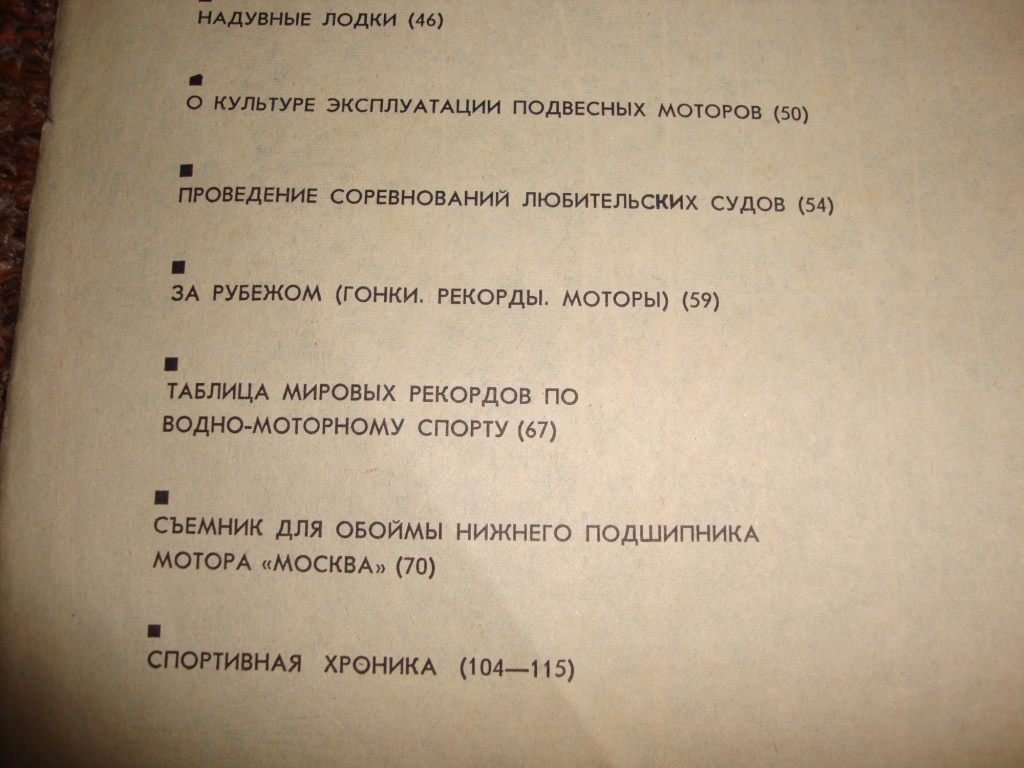 НАДУВНЫЕ ЛОДКИ (46)
О КУЛЬТУРЕ ЭКСПЛУАТАЦИИ ПОДВЕСНЫХ МОТОРОВ (50)
ПРОВЕДЕНИЕ СОРЕВНОВАНИЙ ЛЮБИТЕЛЬСКИХ СУДОВ (54)
ЗА РУБЕЖОМ (ГОНКИ. РЕКОРДЫ. МОТОРЫ) (59)
ТАБЛИЦА МИРОВЫХ РЕКОРДОВ ПО
ВОДНО-МОТОРНОМУ СПОРТУ (67)
СЪЕМНИК ДЛЯ ОБОЙМЫ НИЖНЕГО ПОДШИПНИКА
МОТОРА «МОСКВА» (70)
СПОРТИВНАЯ ХРОНИКА (104—115)